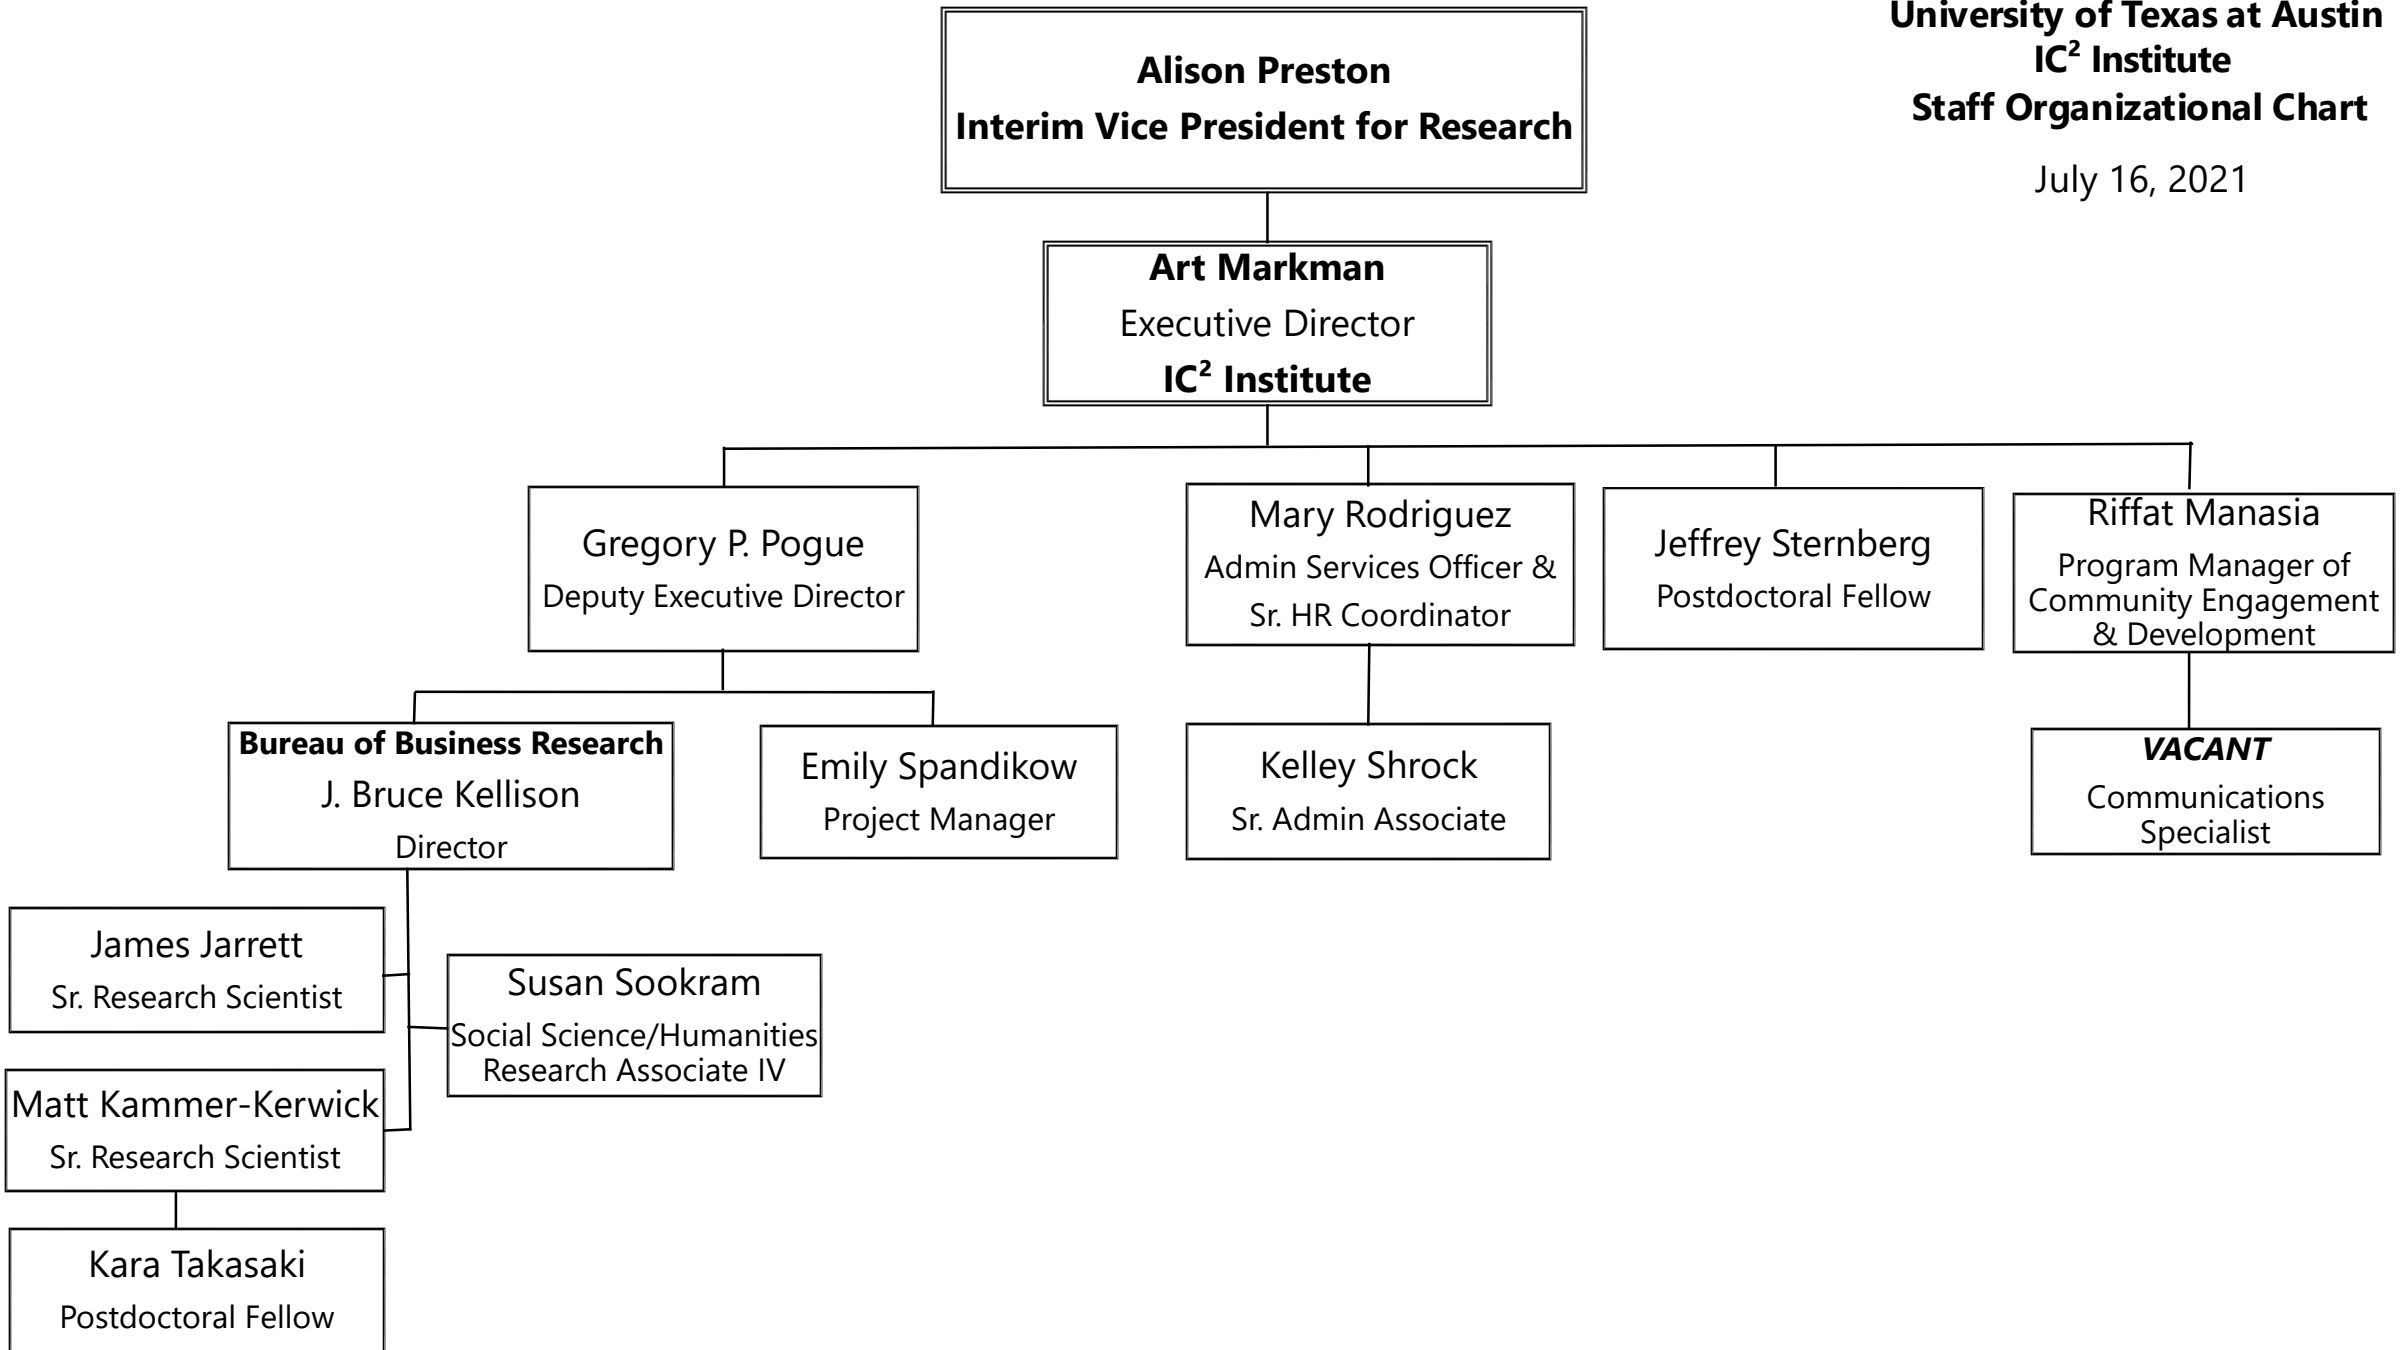 University of Texas at Austin
IC² Institute
Staff Organizational Chart
July 16, 2021
Alison Preston
Interim Vice President for Research
Art Markman
Executive Director
IC² Institute
Gregory P. Pogue
Deputy Executive Director
Mary Rodriguez
Admin Services Officer &
Sr. HR Coordinator
Jeffrey Sternberg
Postdoctoral Fellow
Riffat Manasia
Program Manager of
Community Engagement
& Development
Bureau of Business Research
J. Bruce Kellison
Director
Emily Spandikow
Project Manager
Kelley Shrock
Sr. Admin Associate
VACANT
Communications
Specialist
James Jarrett
Sr. Research Scientist
Susan Sookram
Social Science/Humanities
Research Associate IV
Matt Kammer-Kerwick
Sr. Research Scientist
Kara Takasaki
Postdoctoral Fellow